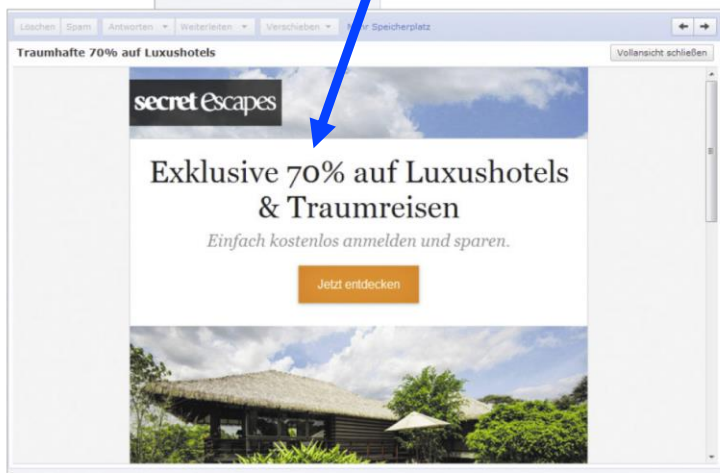 Löschen Spam Antworten Weiterleiten Verschieben Speicherplatz
Traumhafte 70% auf Luxushotels Vollansicht schließen
secret escapes
Exklusive 70% auf Luxushotels
& Traumreisen
Einfach kostenlos anmelden und sparen.
Jetzt entdecken